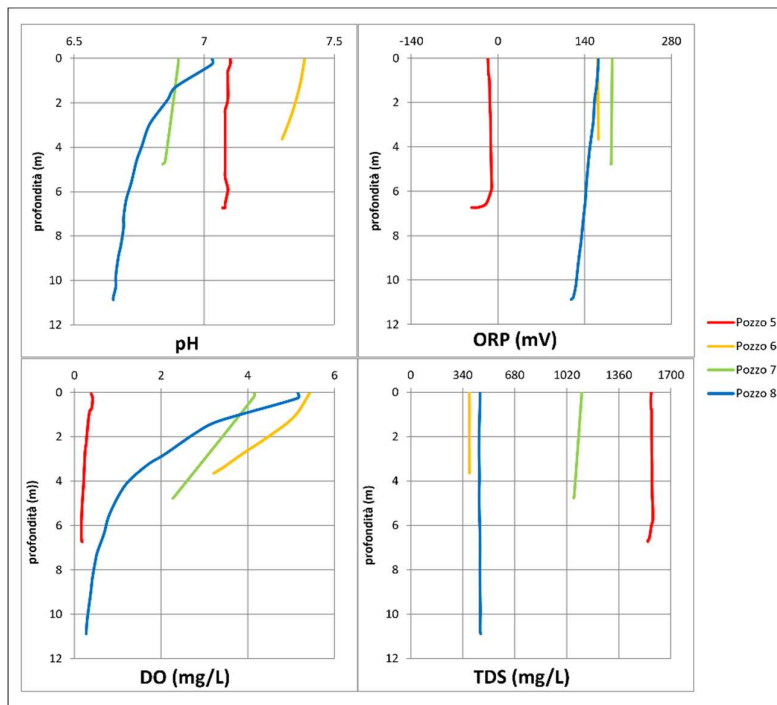 6.5 7 7.5
0
2
4
6
8
10
12
profondità (m)
pH
-140 0 140 280
0
2
4
6
8
10
12
profondità (m)
ORP (mV)
0 2 4 6
0
2
4
6
8
10
12
profondità (m))
DO (mg/L)
0 340 680 1020 1360 1700
0
2
4
6
8
10
12
profondità (m)
TDS (mg/L)
Pozzo 5
Pozzo 6
Pozzo 7
Pozzo 8